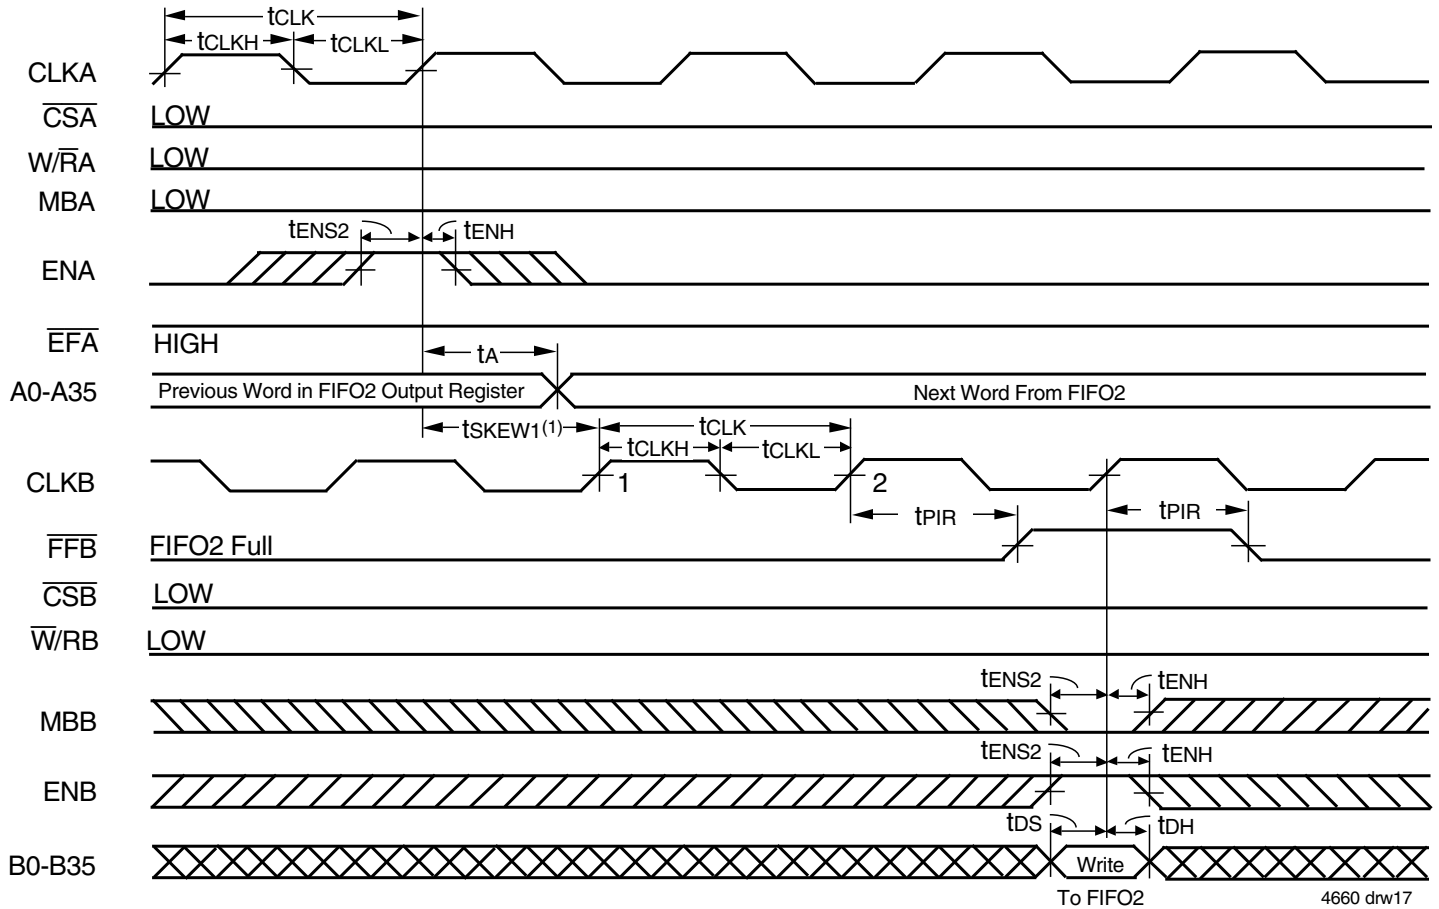 tCLK
tCLKH tCLKL
CLKA
CSA LOW
W/RA LOW
MBA LOW
tENS2 tENH
ENA
EFA HIGH
tA
A0-A35 Previous Word in FIFO2 Output Register Next Word From FIFO2
tSKEW1(1) tCLK
tCLKH tCLKL
CLKB 1 2
tPIR tPIR
FFB FIFO2 Full
CSB LOW
W/RB LOW
tENS2 tENH
MBB
tENS2 tENH
ENB
tDS tDH
B0-B35 Write
To FIFO2 4660 drw17